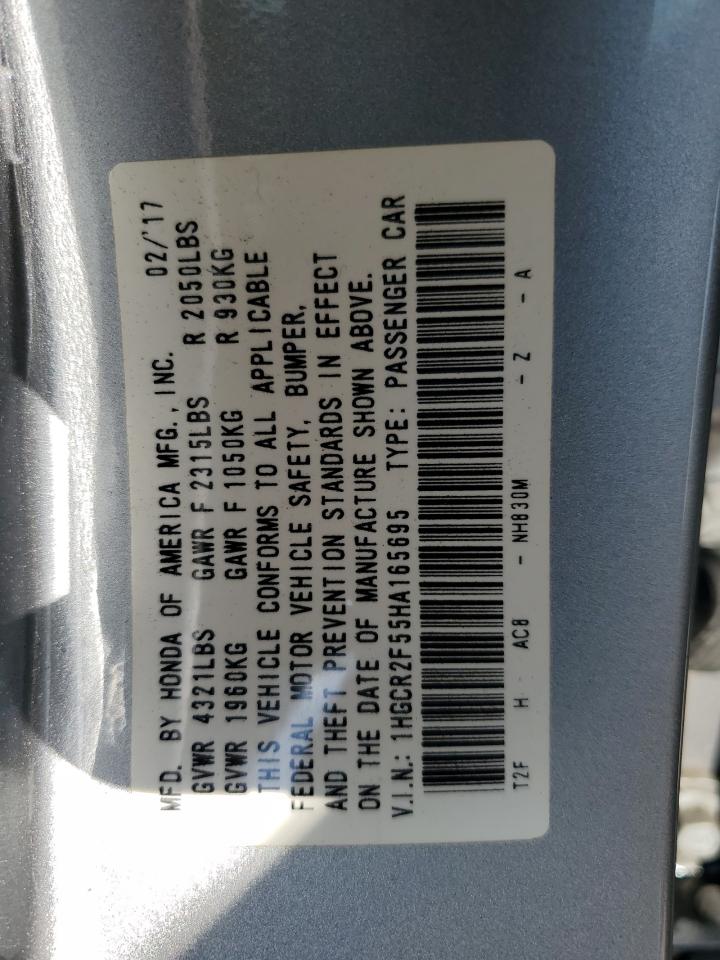 MFD. BY HONDA OF AMERICA MFG., INC. 02/'17
GVWR 4321LBS GAWR F 2315LBS R 2050LBS
GVWR 1960KG GAWR F 1050KG R 930KG
THIS VEHICLE CONFORMS TO ALL APPLICABLE
FEDERAL MOTOR VEHICLE SAFETY, BUMPER,
AND THEFT PREVENTION STANDARDS IN EFFECT
ON THE DATE OF MANUFACTURE SHOWN ABOVE.
V.I.N.: 1HGCR2F55HA165695 TYPE: PASSENGER CAR
T2F H AC8 - NH830M - Z - A